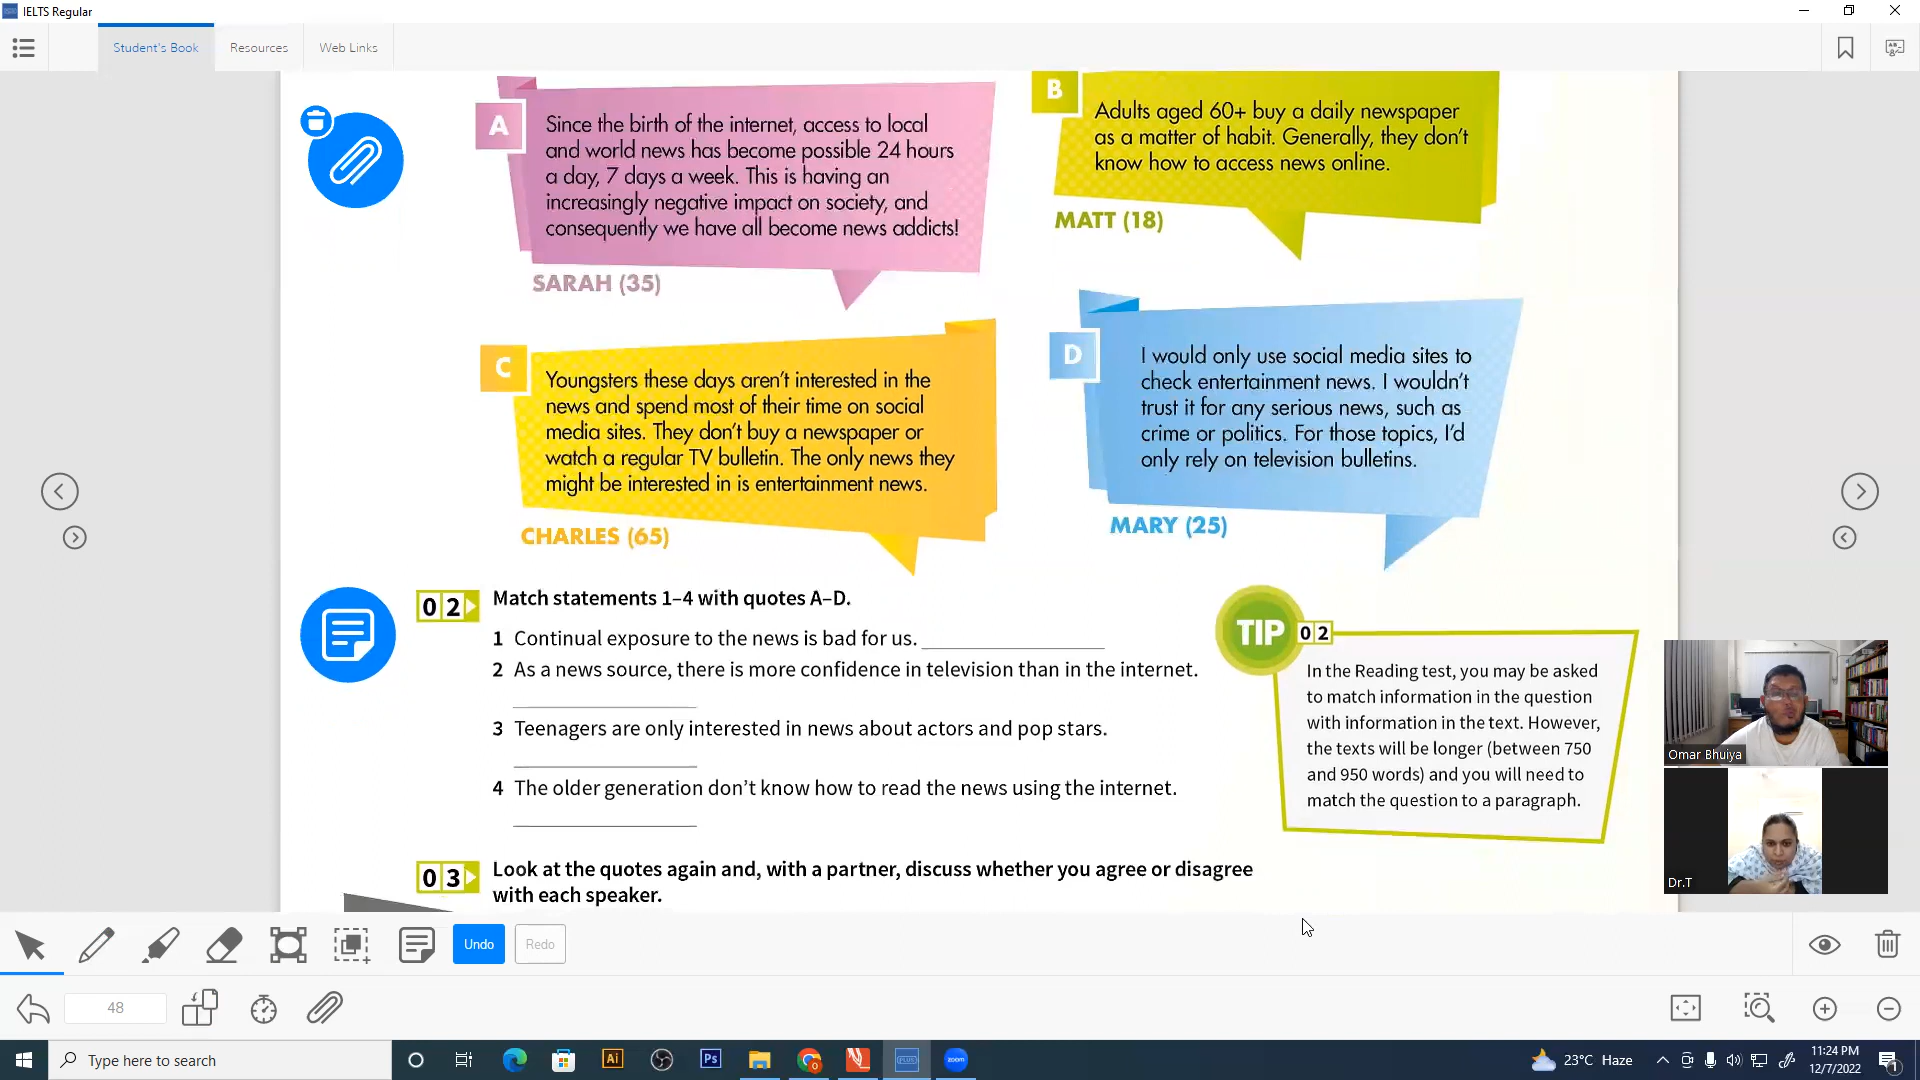 IELTS Regular
Student's Book
Resources
Web Links
A
Since the birth of the internet, access to local
and world news has become possible 24 hours
a day, 7 days a week. This is having an
increasingly negative impact on society, and
consequently we have all become news addicts!
SARAH (35)
B
Adults aged 60+ buy a daily newspaper
as a matter of habit. Generally, they don't
know how to access news online.
MATT (18)
C
Youngsters these days aren't interested in the
news and spend most of their time on social
media sites. They don't buy a newspaper or
watch a regular TV bulletin. The only news they
might be interested in is entertainment news.
CHARLES (65)
D
I would only use social media sites to
check entertainment news. I wouldn't
trust it for any serious news, such as
crime or politics. For those topics, I'd
only rely on television bulletins.
MARY (25)
02 Match statements 1–4 with quotes A–D.
1 Continual exposure to the news is bad for us.
2 As a news source, there is more confidence in television than in the internet.
3 Teenagers are only interested in news about actors and pop stars.
4 The older generation don't know how to read the news using the internet.
TIP 02
In the Reading test, you may be asked
to match information in the question
with information in the text. However,
the texts will be longer (between 750
and 950 words) and you will need to
match the question to a paragraph.
03 Look at the quotes again and, with a partner, discuss whether you agree or disagree
with each speaker.
Omar Bhuiya
Dr.T
Undo
Redo
48
Type here to search
Ai
Ps
zoom
23°C Haze
11:24 PM
12/7/2022
1